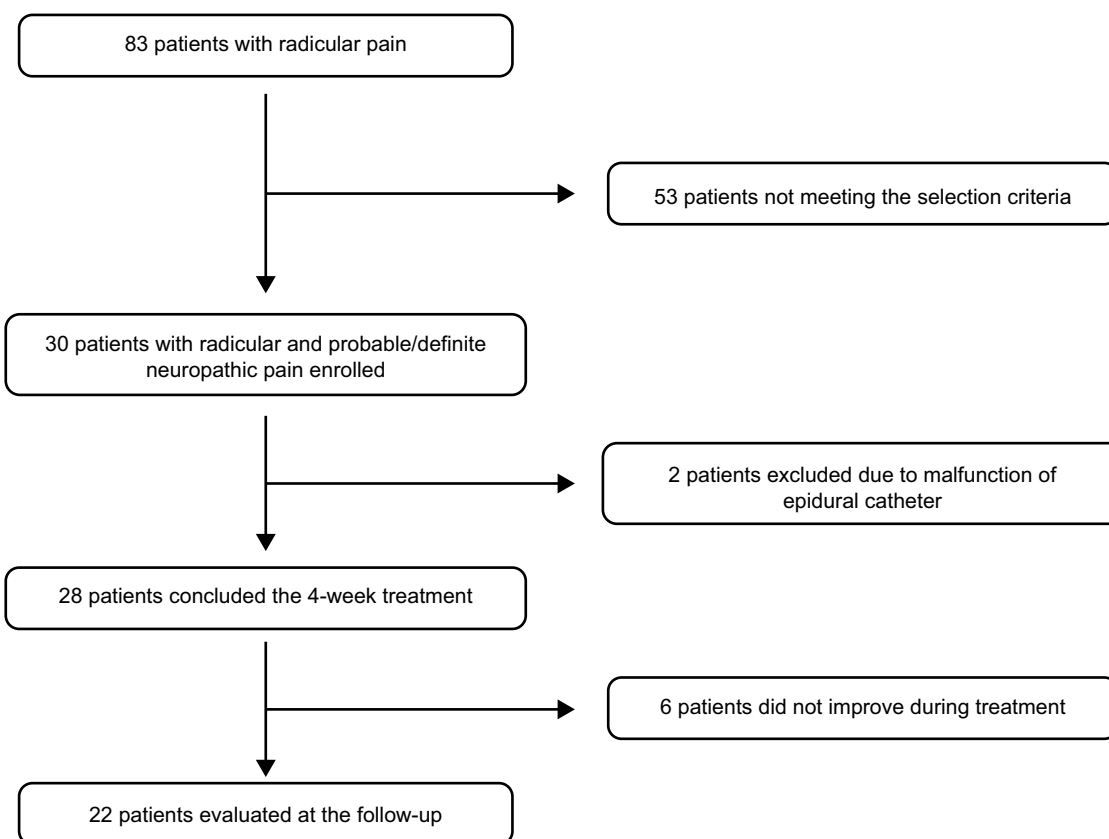 83 patients with radicular pain
53 patients not meeting the selection criteria
30 patients with radicular and probable/definite
neuropathic pain enrolled
2 patients excluded due to malfunction of
epidural catheter
28 patients concluded the 4-week treatment
6 patients did not improve during treatment
22 patients evaluated at the follow-up